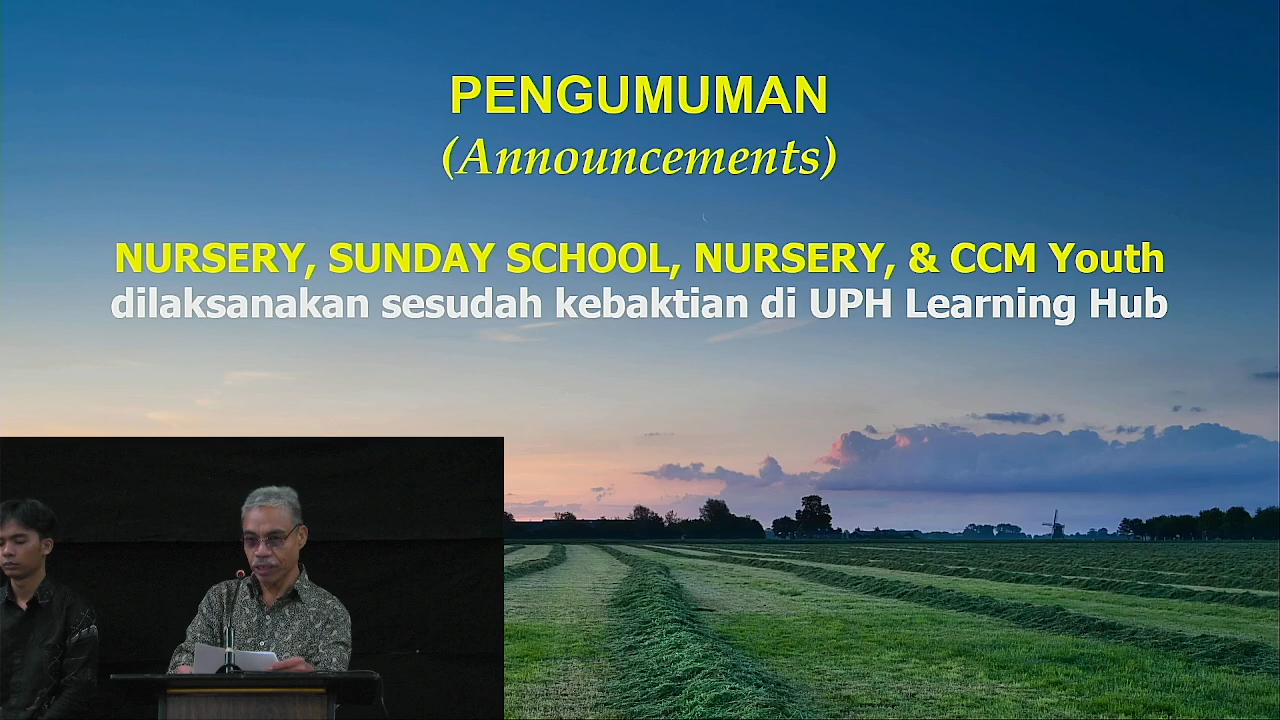 PENGUMUMAN
(Announcements)
NURSERY, SUNDAY SCHOOL, NURSERY, & CCM Youth
dilaksanakan sesudah kebaktian di UPH Learning Hub